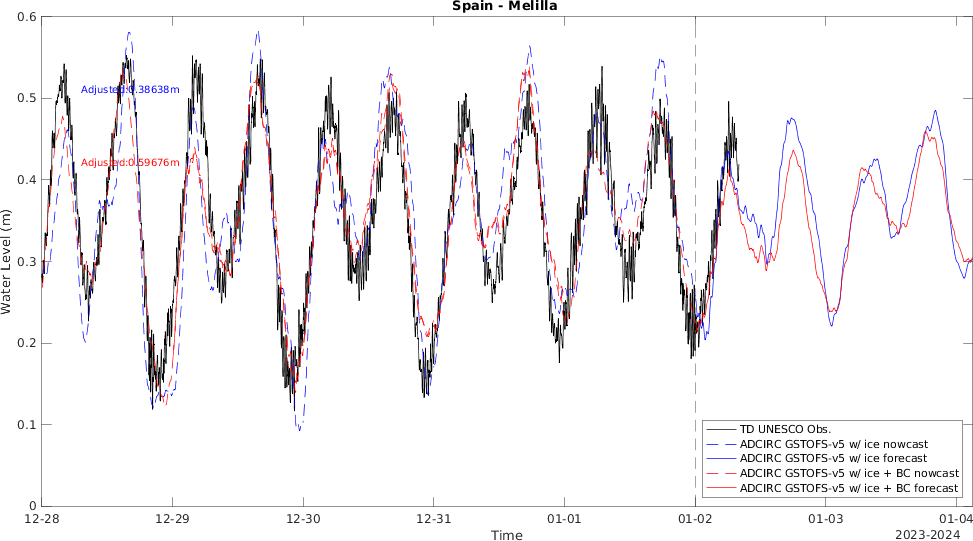 Spain - Melilla
0.6
0.5
0.4
0.3
0.2
0.1
0
Water Level (m)
Adjusted:0.38638m
Adjusted:0.59676m
TD UNESCO Obs.
ADCIRC GSTOFS-v5 w/ ice nowcast
ADCIRC GSTOFS-v5 w/ ice forecast
ADCIRC GSTOFS-v5 w/ ice + BC nowcast
ADCIRC GSTOFS-v5 w/ ice + BC forecast
12-28 12-29 12-30 12-31 01-01 01-02 01-03 01-04
Time
2023-2024